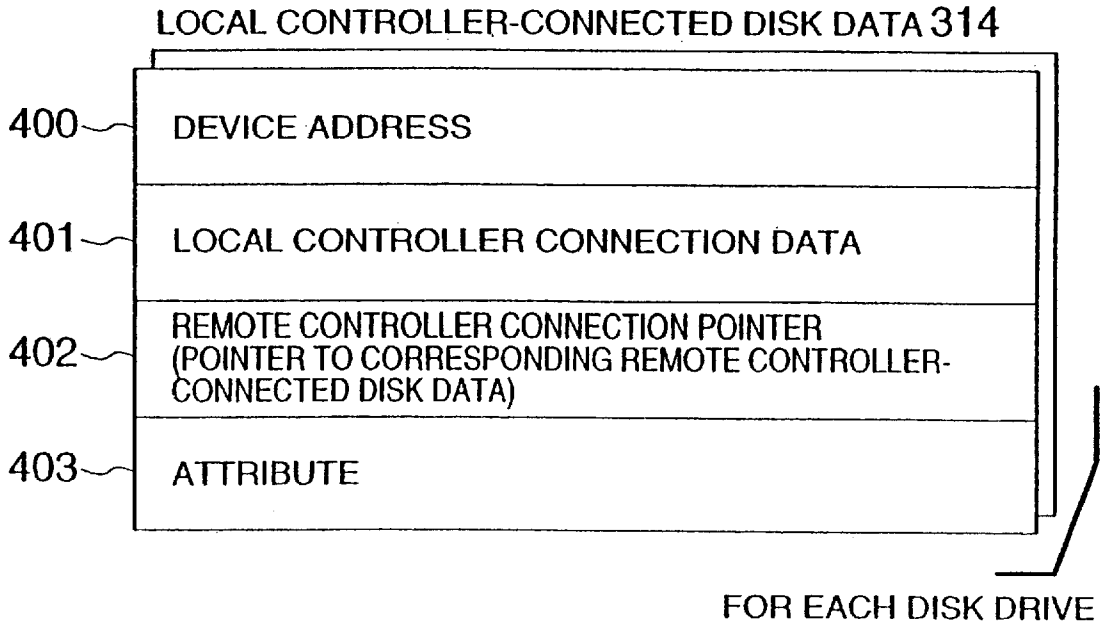 LOCAL CONTROLLER-CONNECTED DISK DATA 314
400 DEVICE ADDRESS
401 LOCAL CONTROLLER CONNECTION DATA
REMOTE CONTROLLER CONNECTION POINTER
402 (POINTER TO CORRESPONDING REMOTE CONTROLLER-
CONNECTED DISK DATA)
403 ATTRIBUTE
FOR EACH DISK DRIVE